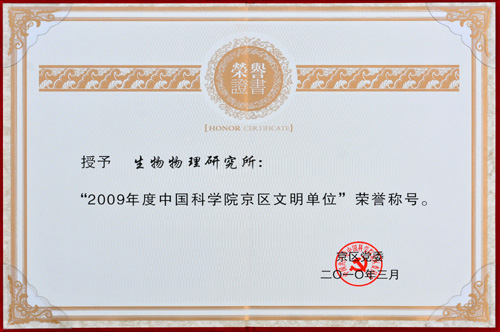 榮譽
證書
[HONOR CERTIFICATE]
授予 生物物理研究所：
“2009年度中国科学院京区文明单位”荣誉称号。
京区党委
二〇一〇年三月